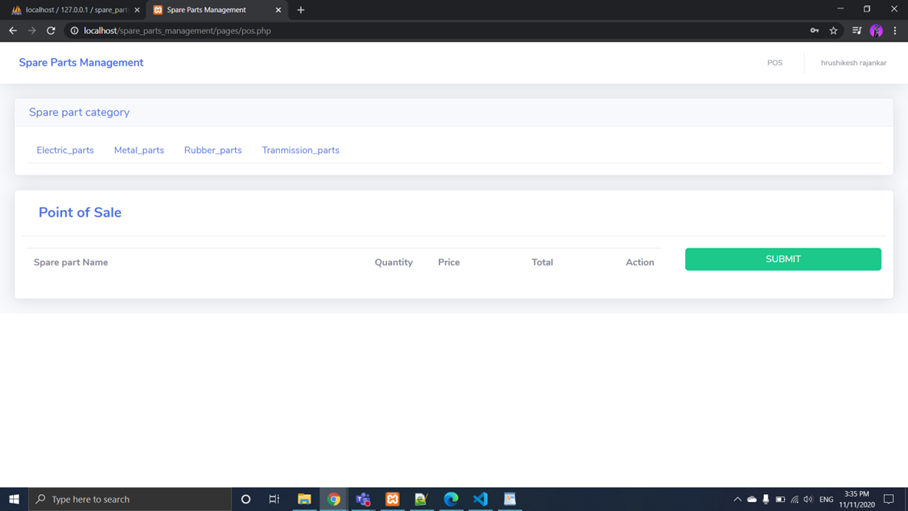 localhost / 127.0.0.1 / spare_part
Spare Parts Management
localhost/spare_parts_management/pages/pos.php
Spare Parts Management
POS
hrushikesh rajankar
Spare part category
Electric_parts Metal_parts Rubber_parts Tranmission_parts
Point of Sale
Spare part Name Quantity Price Total Action
SUBMIT
Type here to search
ENG
3:35 PM
11/11/2020